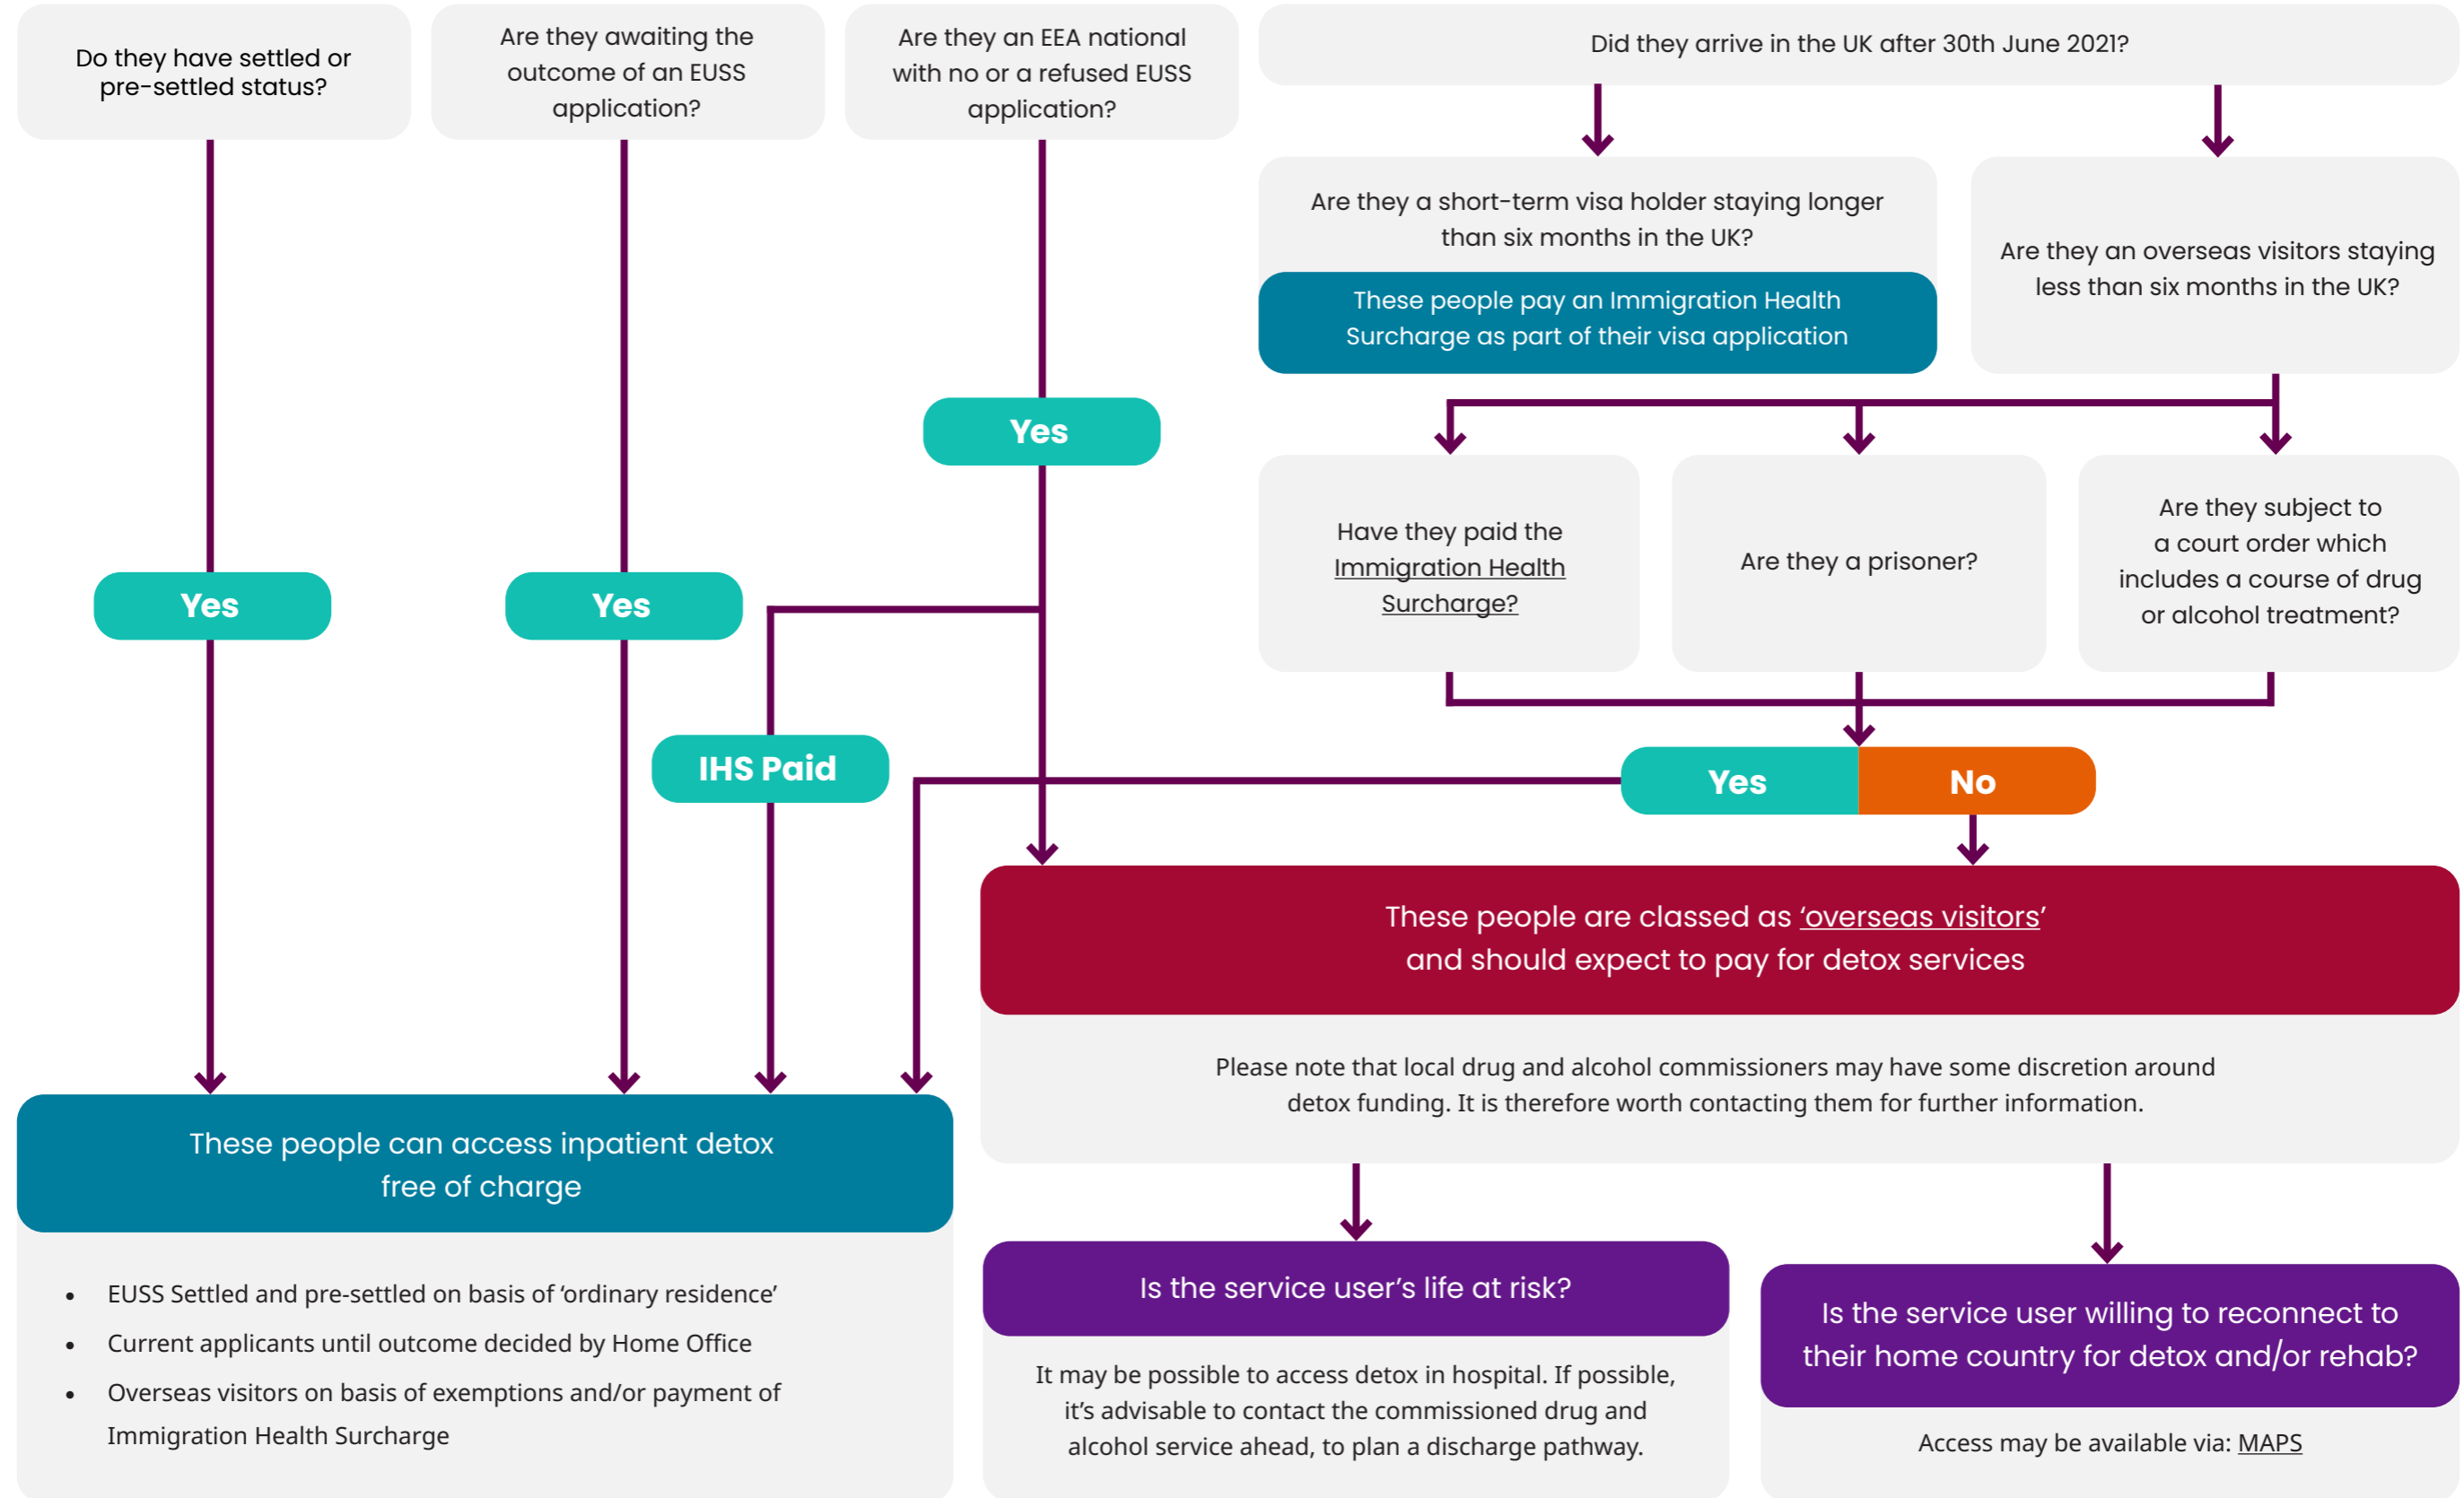 Do they have settled or
pre-settled status?
Are they awaiting the
outcome of an EUSS
application?
Are they an EEA national
with no or a refused EUSS
application?
Did they arrive in the UK after 30th June 2021?
Are they a short-term visa holder staying longer
than six months in the UK?
These people pay an Immigration Health
Surcharge as part of their visa application
Are they an overseas visitors staying
less than six months in the UK?
Yes
Have they paid the
Immigration Health
Surcharge?
Are they a prisoner?
Are they subject to
a court order which
includes a course of drug
or alcohol treatment?
Yes
Yes
IHS Paid
Yes
No
These people are classed as ‘overseas visitors’
and should expect to pay for detox services
Please note that local drug and alcohol commissioners may have some discretion around
detox funding. It is therefore worth contacting them for further information.
These people can access inpatient detox
free of charge
• EUSS Settled and pre-settled on basis of ‘ordinary residence’
• Current applicants until outcome decided by Home Office
• Overseas visitors on basis of exemptions and/or payment of
Immigration Health Surcharge
Is the service user’s life at risk?
It may be possible to access detox in hospital. If possible,
it’s advisable to contact the commissioned drug and
alcohol service ahead, to plan a discharge pathway.
Is the service user willing to reconnect to
their home country for detox and/or rehab?
Access may be available via: MAPS